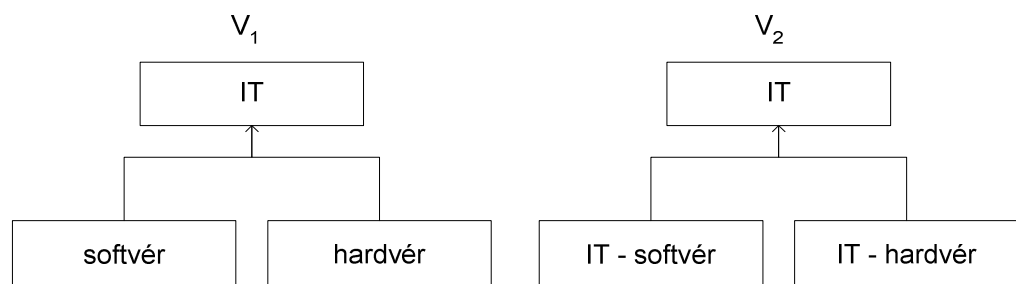 V₁
IT
softvér
hardvér
V₂
IT
IT - softvér
IT - hardvér